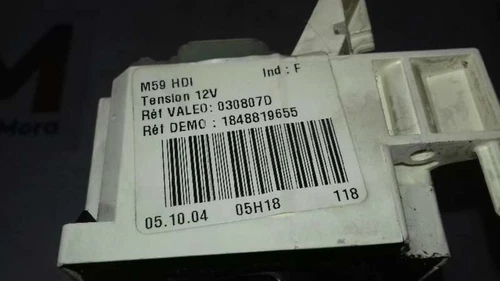 M59 HDI Ind : F
Tension 12V
Réf VALEO: 030807D
Réf DEMO : 1848819655
05.10.04 05H18 118